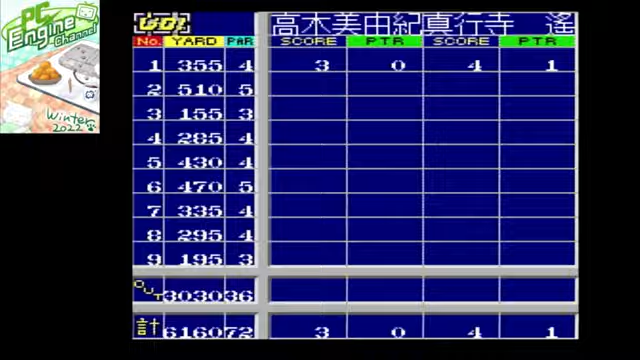 PC Engine Channel
Winter 2022
GDI 高木美由紀 真行寺 遙
No. YARD PAR SCORE PTR SCORE PTR
1 355 4 3 0 4 1
2 510 5
3 155 3
4 285 4
5 430 4
6 470 5
7 335 4
8 295 4
9 195 3
OUT 3030 36
計 6160 72 3 0 4 1